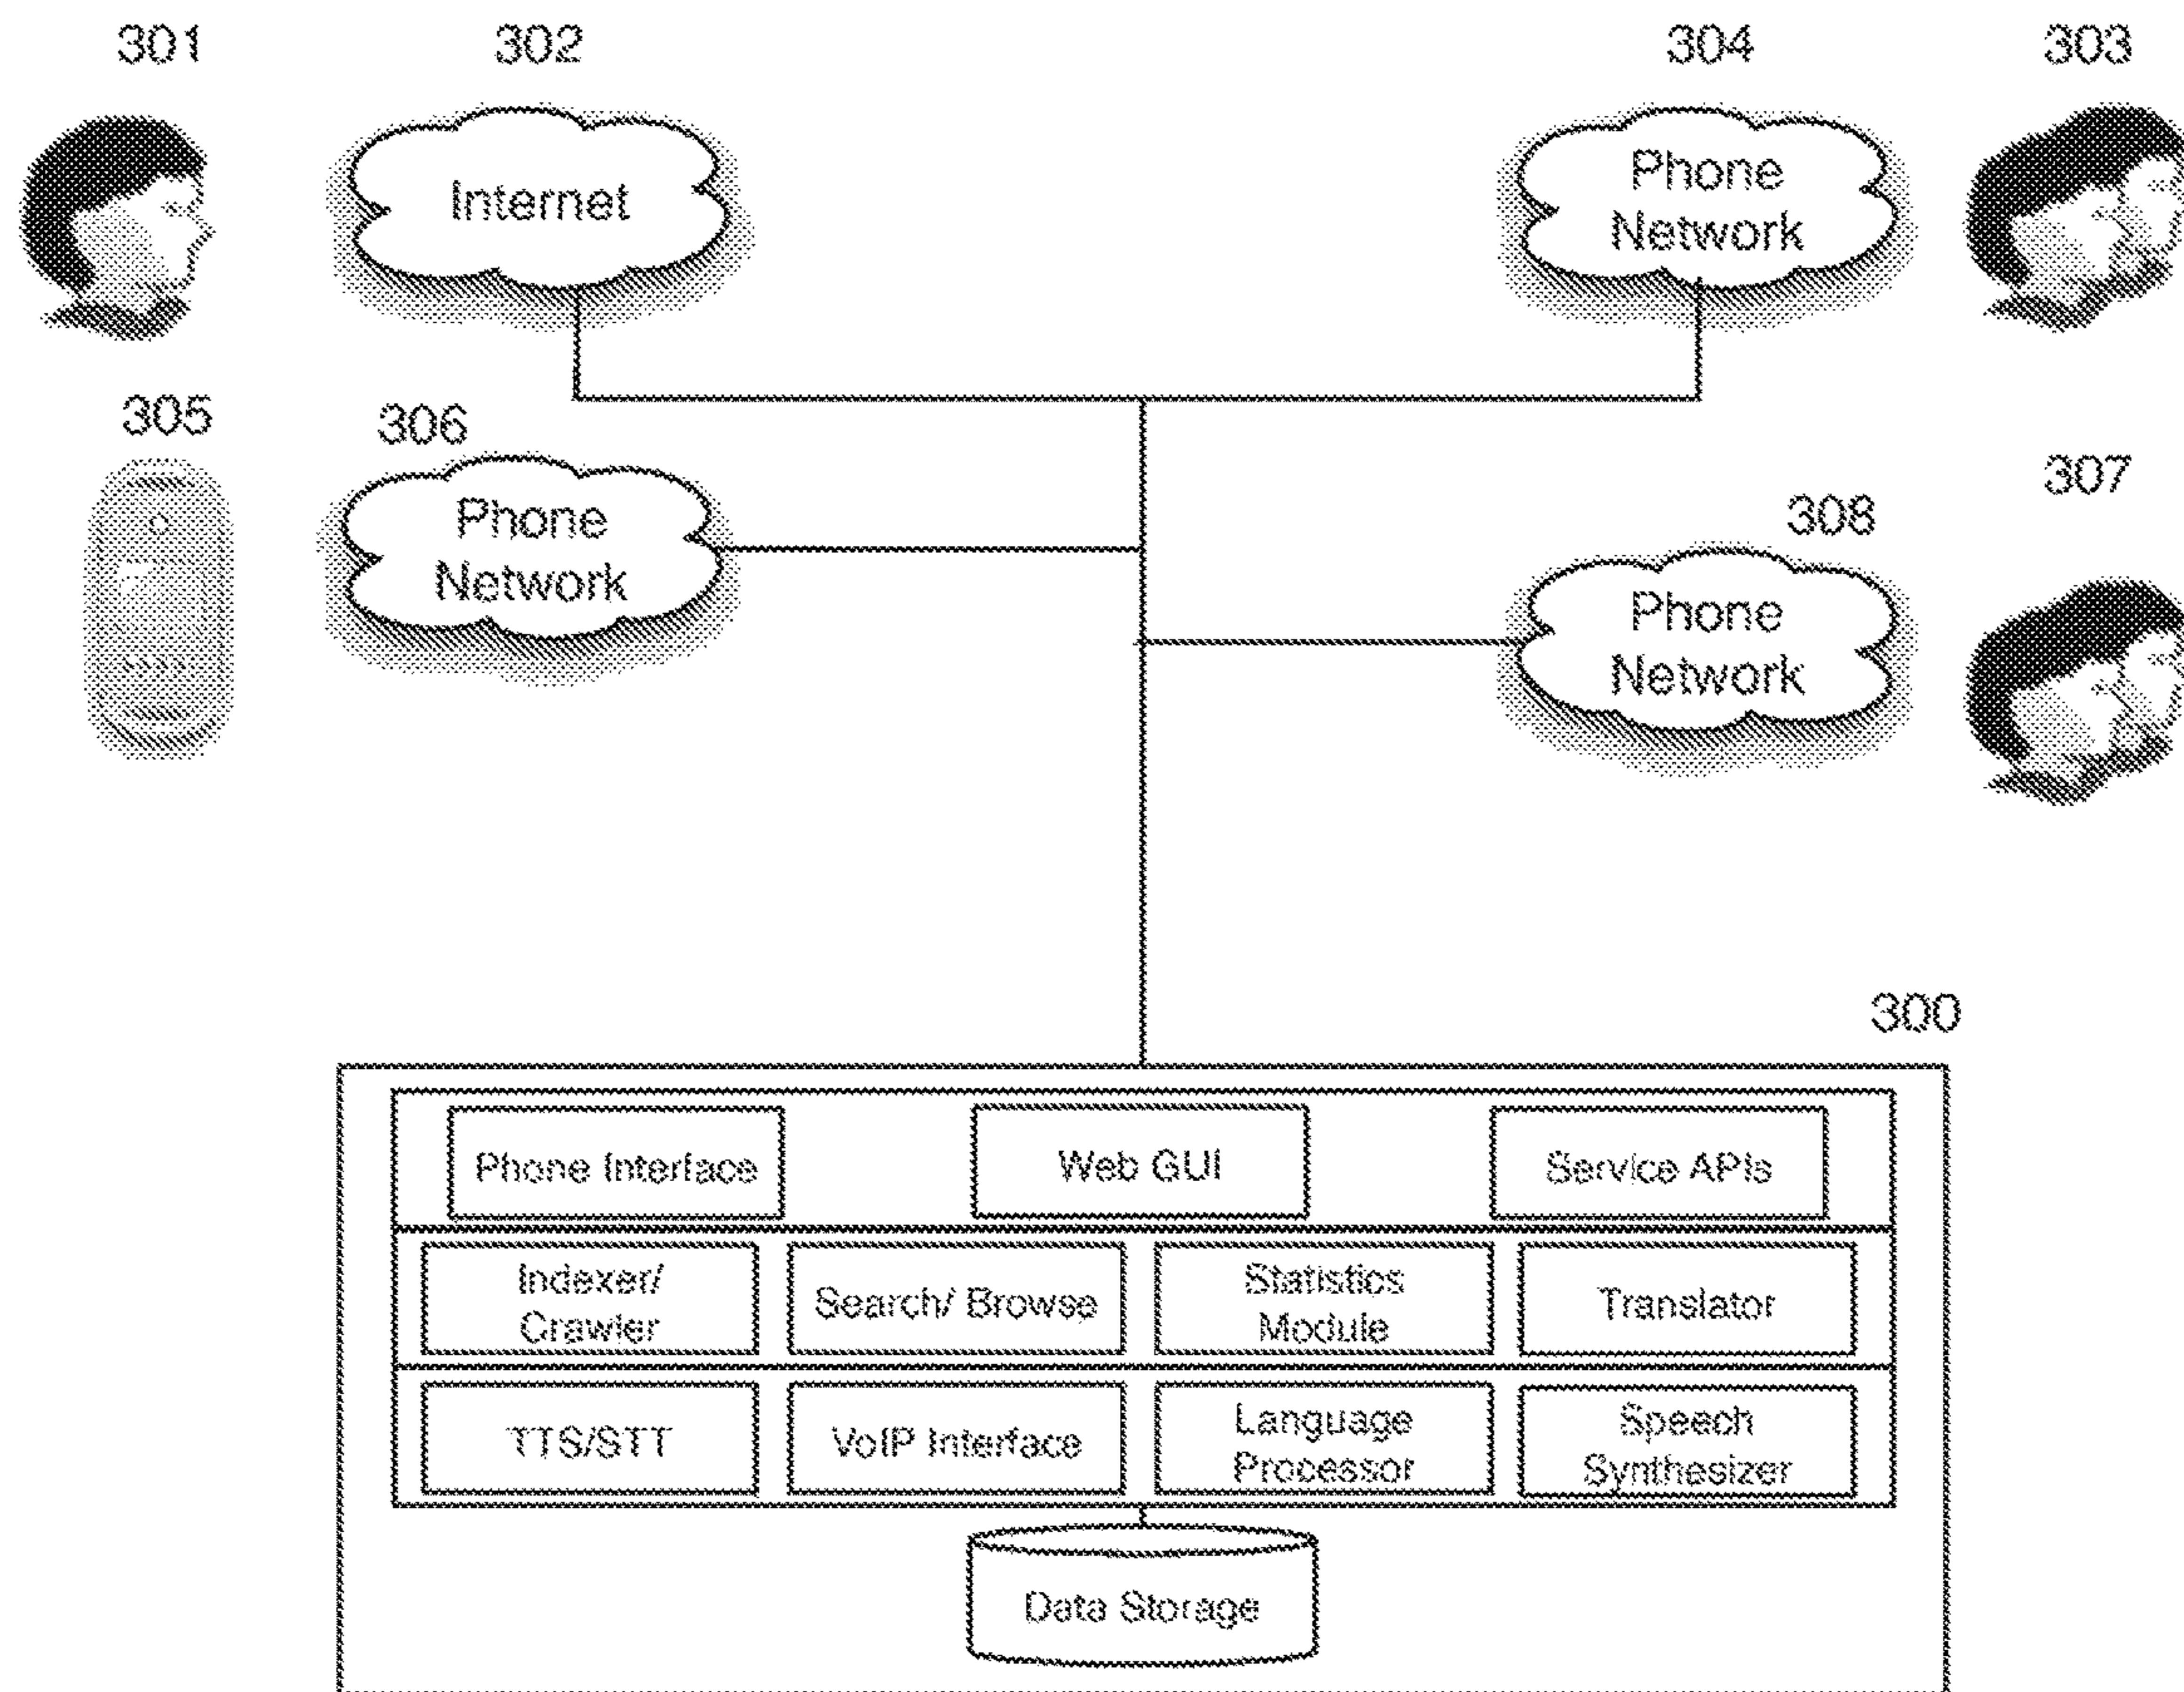 301
302
304
303
Internet
Phone
Network
305
306
307
Phone
Network
308
Phone
Network
300
Phone Interface
Web GUI
Service APIs
Indexer/
Crawler
Search/ Browse
Statistics
Module
Translator
TTS/STT
VoIP Interface
Language
Processor
Speech
Synthesizer
Data Storage